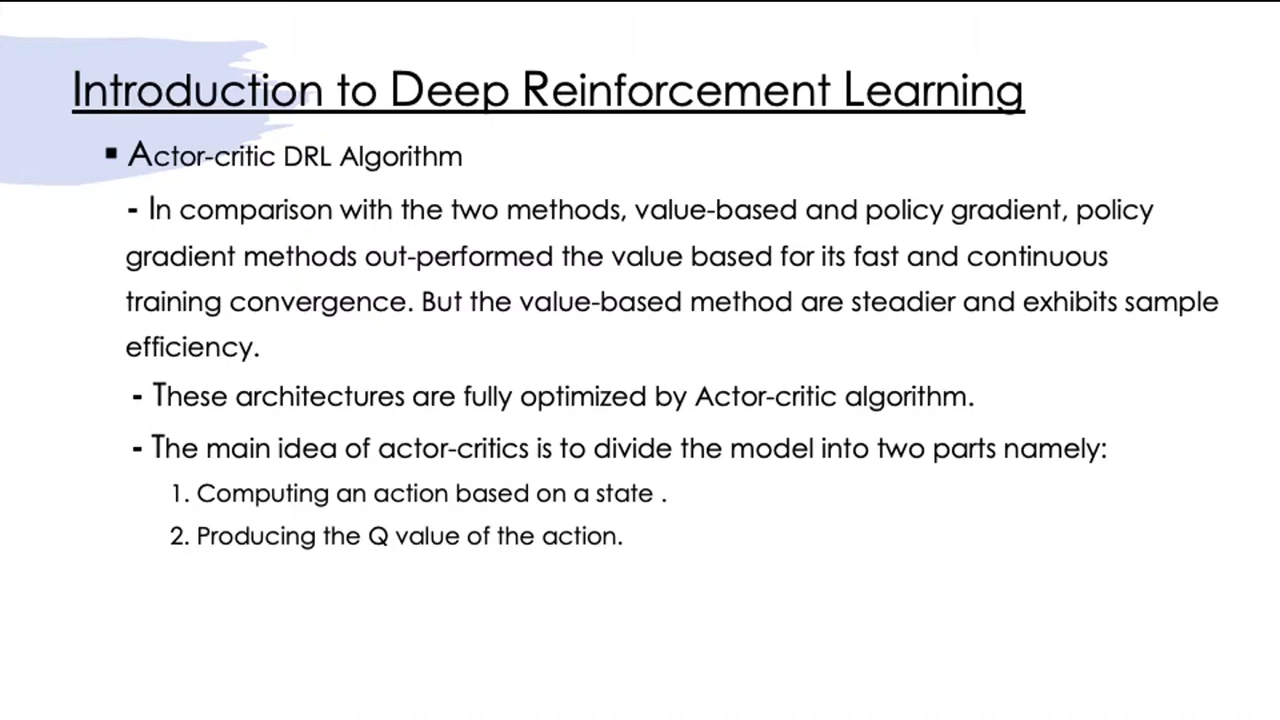 Introduction to Deep Reinforcement Learning
▪ Actor-critic DRL Algorithm
- In comparison with the two methods, value-based and policy gradient, policy
gradient methods out-performed the value based for its fast and continuous
training convergence. But the value-based method are steadier and exhibits sample
efficiency.
- These architectures are fully optimized by Actor-critic algorithm.
- The main idea of actor-critics is to divide the model into two parts namely:
1. Computing an action based on a state .
2. Producing the Q value of the action.